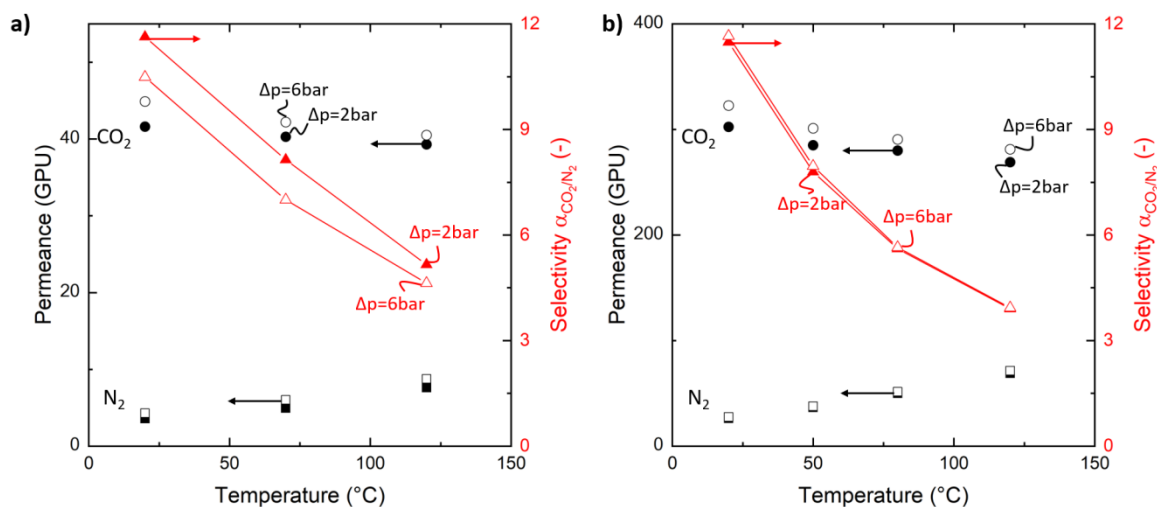 a)
Permeance (GPU)
0
20
40
CO₂
N₂
Δp=6bar
Δp=2bar
Δp=2bar
Δp=6bar
0
3
6
9
12
Selectivity α_CO₂/N₂ (-)
0
50
100
150
Temperature (°C)
b)
Permeance (GPU)
0
200
400
CO₂
N₂
Δp=6bar
Δp=2bar
Δp=2bar
Δp=6bar
0
3
6
9
12
Selectivity α_CO₂/N₂ (-)
0
50
100
150
Temperature (°C)